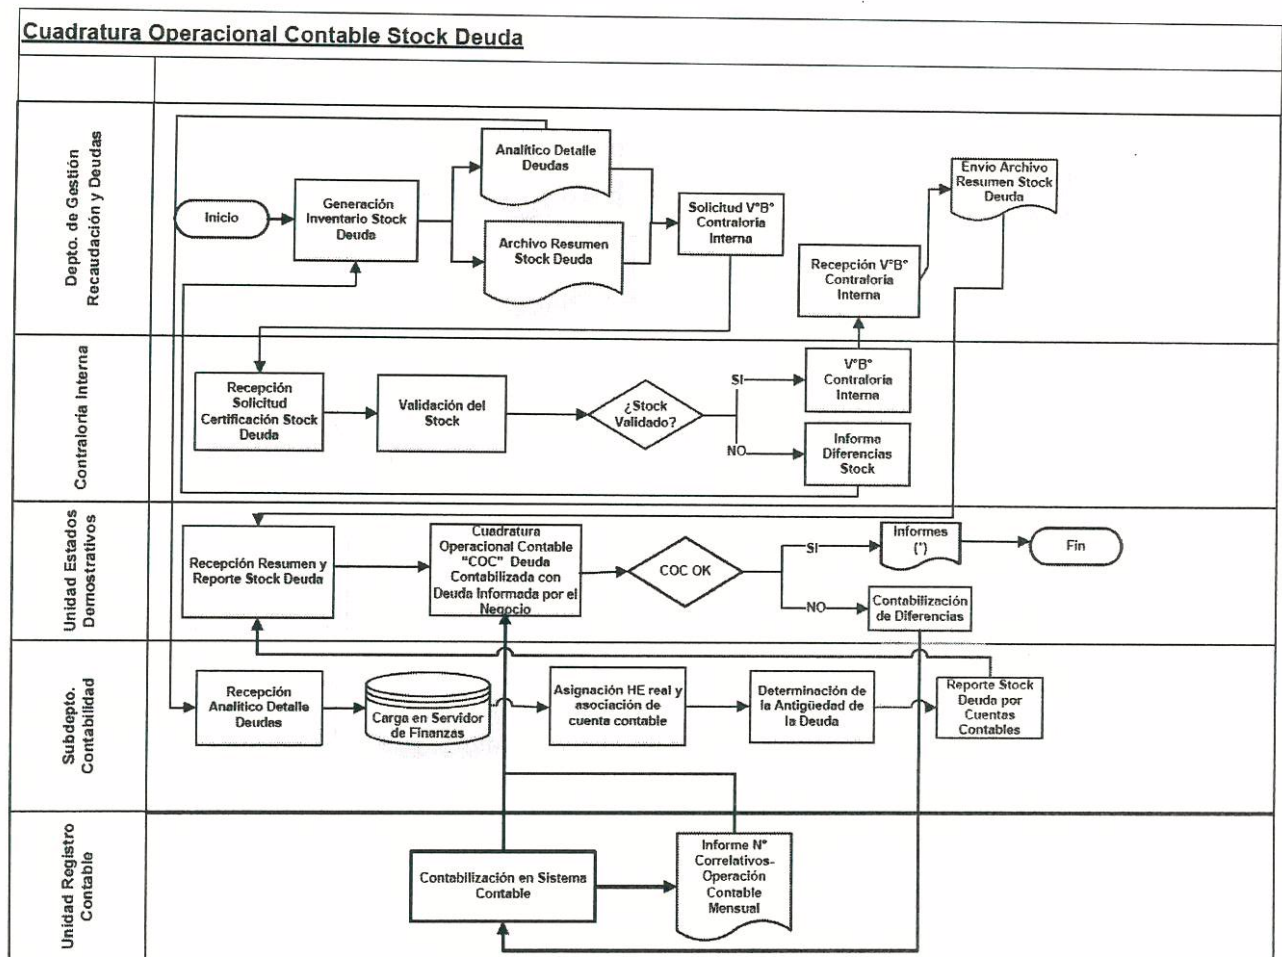 Cuadratura Operacional Contable Stock Deuda
Depto. de Gestión
Recaudación y Deudas
Inicio
Generación
Inventario Stock
Deuda
Analítico Detalle
Deudas
Archivo Resumen
Stock Deuda
Solicitud V°B°
Contraloría
Interna
Recepción V°B°
Contraloría
Interna
Envío Archivo
Resumen Stock
Deuda
Contraloría Interna
Recepción
Solicitud
Certificación Stock
Deuda
Validación del
Stock
¿Stock
Validado?
SI
NO
V°B°
Contraloría
Interna
Informa
Diferencias
Stock
Unidad Estados
Demostrativos
Recepción Resumen y
Reporte Stock Deuda
Cuadratura
Operacional Contable
"COC" Deuda
Contabilizada con
Deuda Informada por el
Negocio
COC OK
SI
NO
Informes
(*)
Fin
Contabilización
de Diferencias
Subdepto.
Contabilidad
Recepción
Analitico Detalle
Deudas
Carga en Servidor
de Finanzas
Asignación HE real y
asociación de
cuenta contable
Determinación de
la Antigüedad de
la Deuda
Reporte Stock
Deuda por
Cuentas
Contables
Unidad Registro
Contable
Contabilización en Sistema
Contable
Informe N°
Correlativos-
Operación
Contable
Mensual